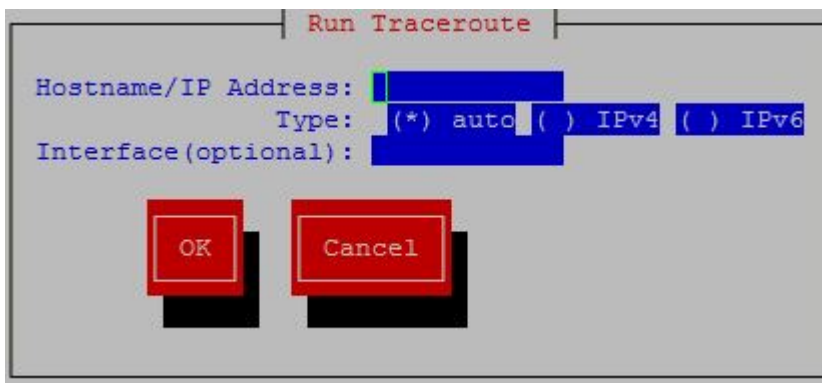 Run Traceroute
Hostname/IP Address:
Type: (*) auto ( ) IPv4 ( ) IPv6
Interface(optional):
OK Cancel